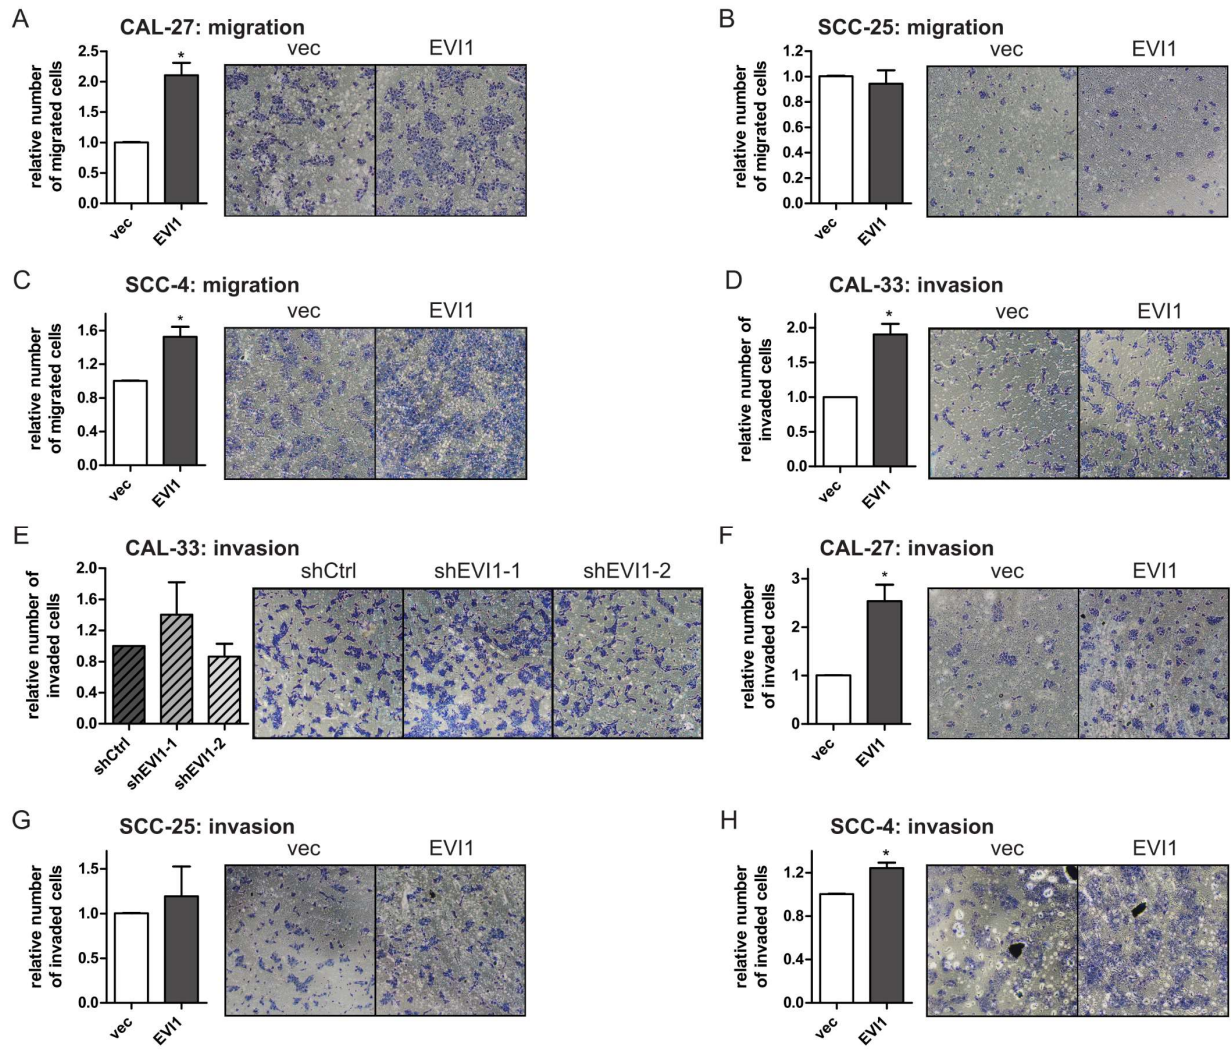 A
CAL-27: migration
vec
EVI1
relative number
of migrated cells
2.5
2.0
1.5
1.0
0.5
0.0
*
vec
EVI1
B
SCC-25: migration
vec
EVI1
relative number
of migrated cells
1.2
1.0
0.8
0.6
0.4
0.2
0.0
vec
EVI1
C
SCC-4: migration
vec
EVI1
relative number
of migrated cells
1.6
1.2
0.8
0.4
0.0
*
vec
EVI1
D
CAL-33: invasion
vec
EVI1
relative number of
invaded cells
2.0
1.5
1.0
0.5
0.0
*
vec
EVI1
E
CAL-33: invasion
shCtrl
shEVI1-1
shEVI1-2
relative number of
invaded cells
2.0
1.6
1.2
0.8
0.4
0.0
shCtrl
shEVI1-1
shEVI1-2
F
CAL-27: invasion
vec
EVI1
relative number
of invaded cells
3
2
1
0
*
vec
EVI1
G
SCC-25: invasion
vec
EVI1
relative number
of invaded cells
1.5
1.0
0.5
0.0
vec
EVI1
H
SCC-4: invasion
vec
EVI1
relative number
of invaded cells
1.2
0.8
0.4
0.0
*
vec
EVI1